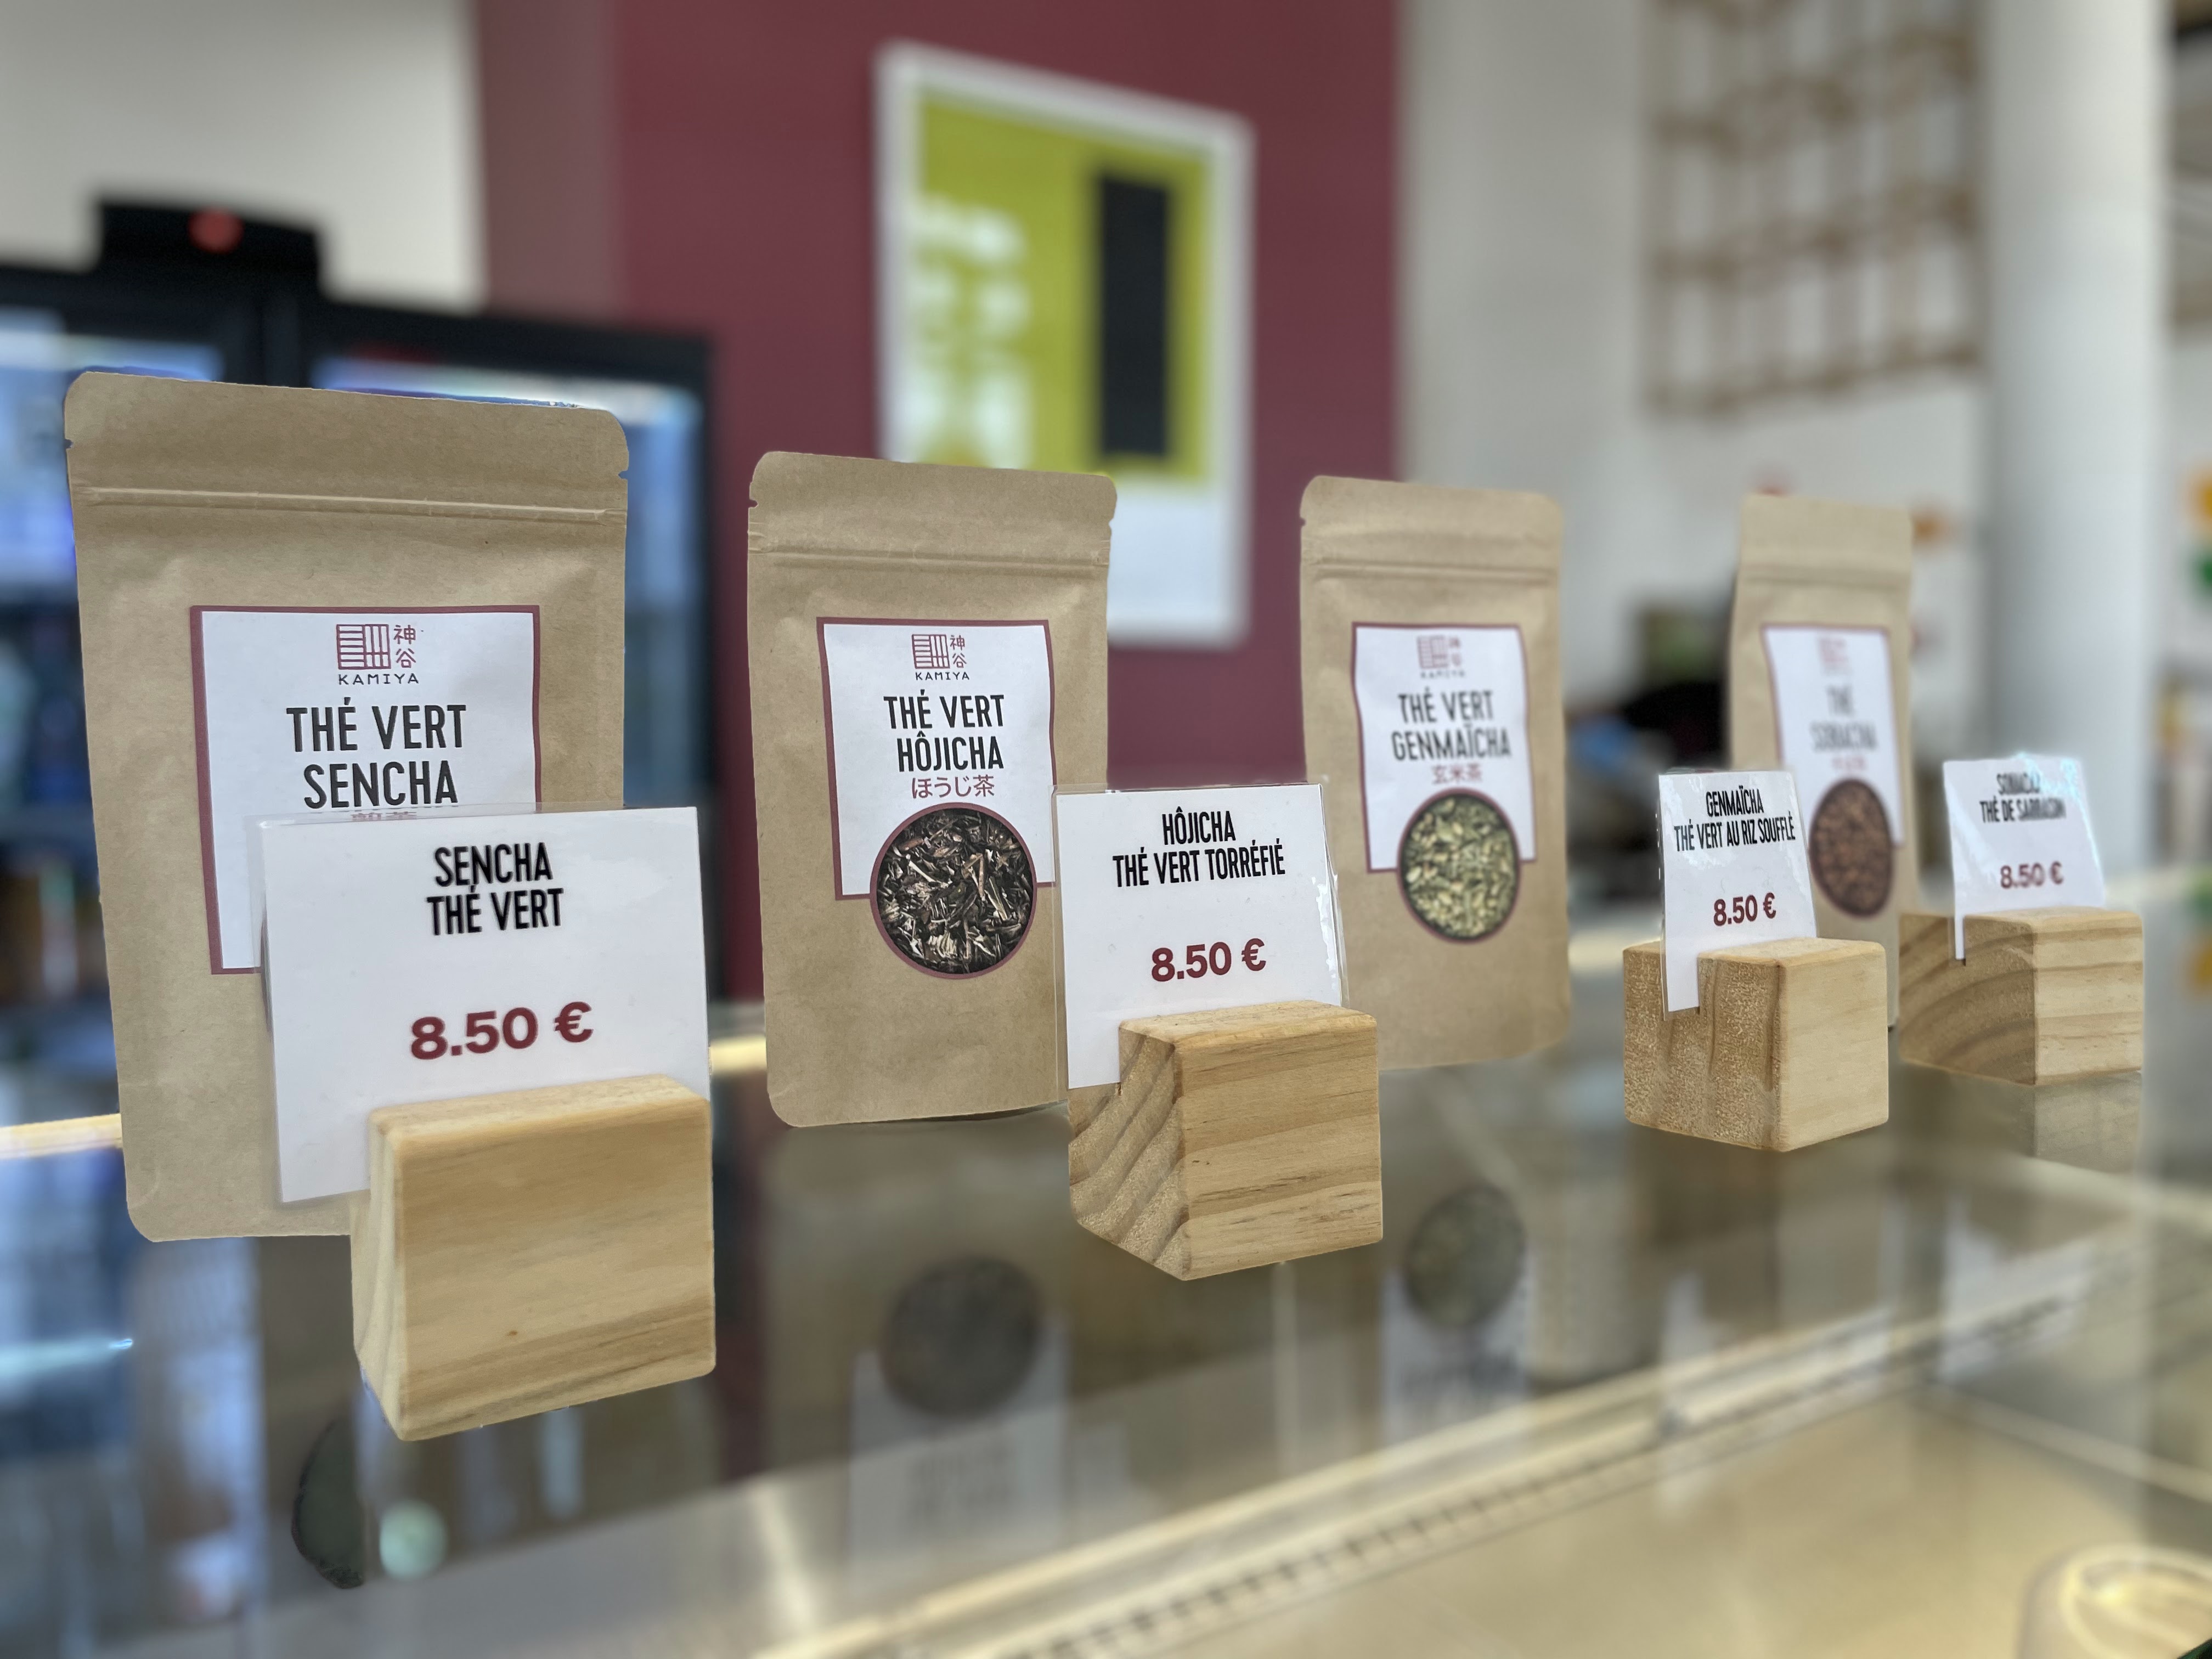 神
谷
KAMIYA
THÉ VERT
SENCHA
SENCHA
THÉ VERT
8.50 €
神
谷
KAMIYA
THÉ VERT
HÔJICHA
ほうじ茶
HÔJICHA
THÉ VERT TORRÉFIÉ
8.50 €
KAMIYA
THÉ VERT
GENMAÏCHA
玄米茶
GENMAÏCHA
THÉ VERT AU RIZ SOUFFLÉ
8.50 €
THÉ
THÉ DE SARRASIN
8.50 €